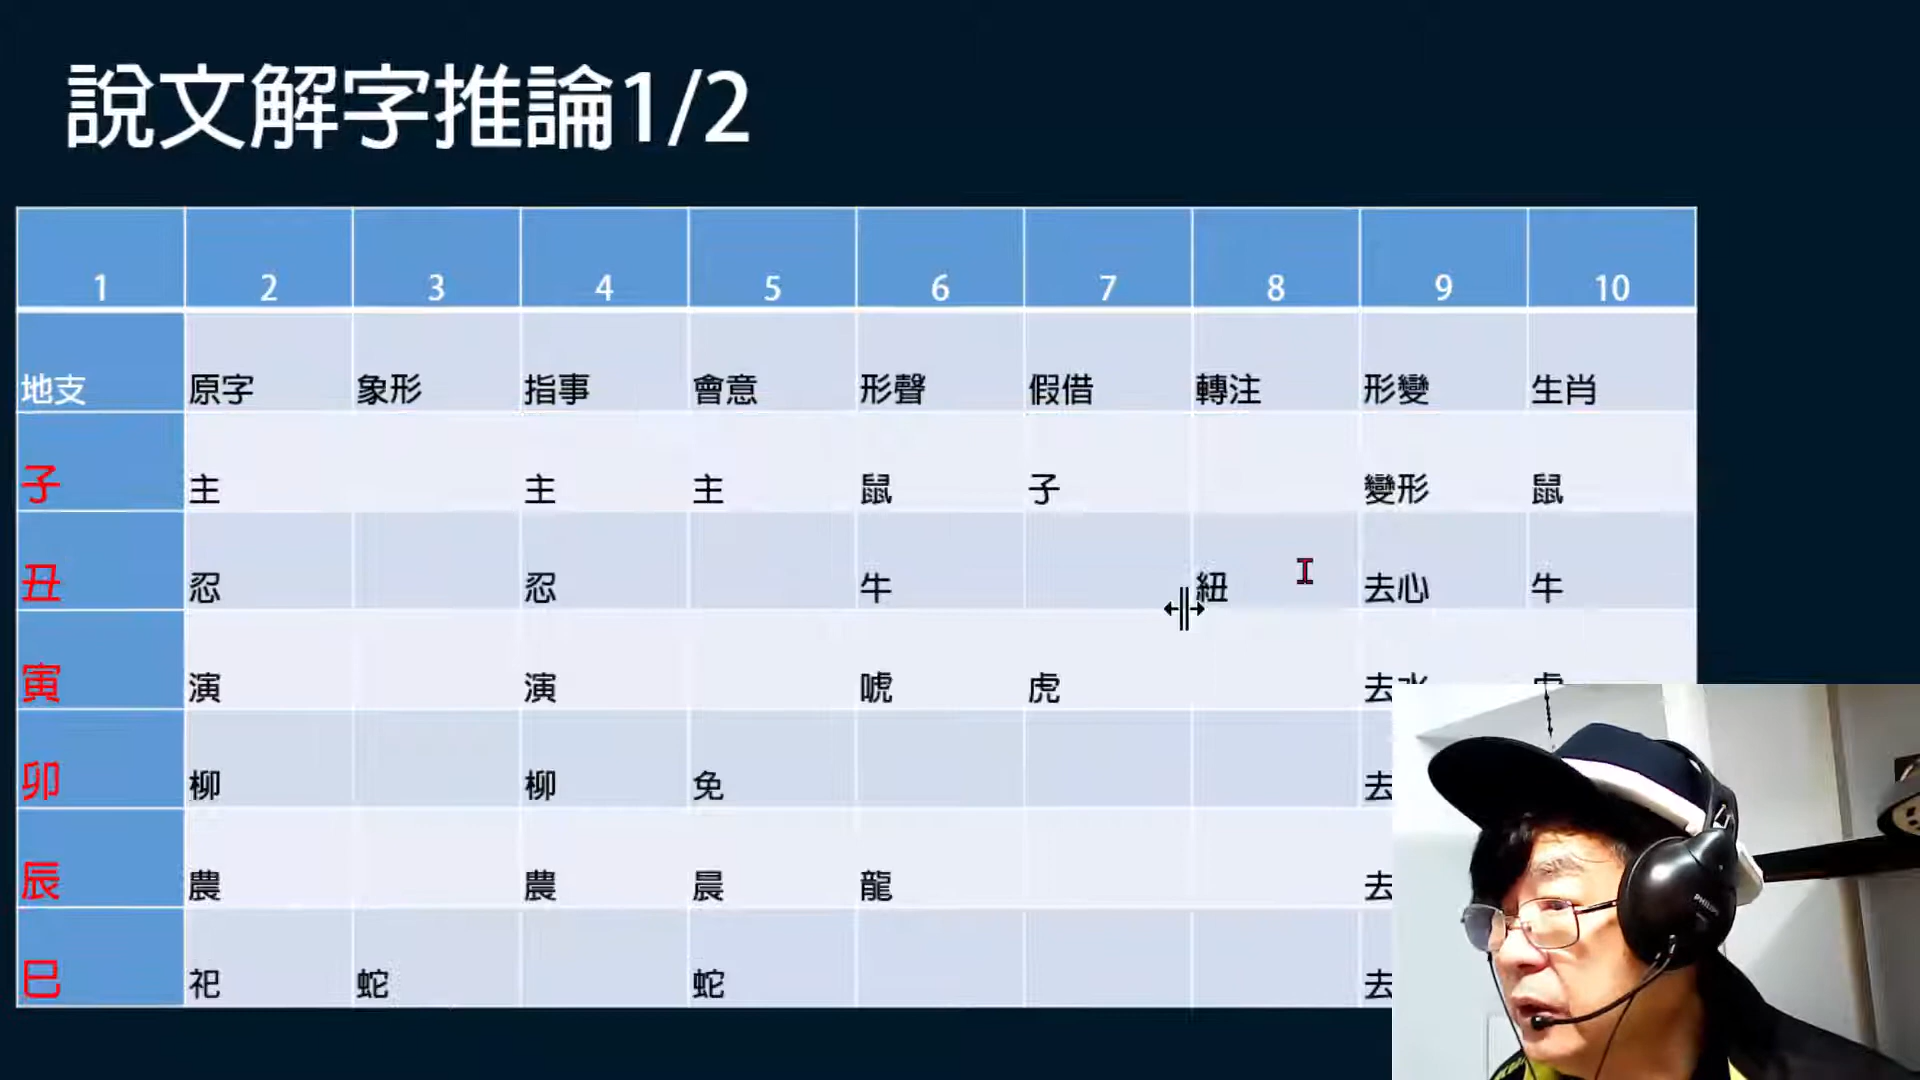 說文解字推論1/2
1 2 3 4 5 6 7 8 9 10
地支 原字 象形 指事 會意 形聲 假借 轉注 形變 生肖
子 主 主 主 鼠 子 變形 鼠
丑 忍 忍 牛 紐 去心 牛
寅 演 演 唬 虎 去
卯 柳 柳 免 去
辰 農 農 晨 龍 去
巳 祀 蛇 蛇 去
PHILIPS